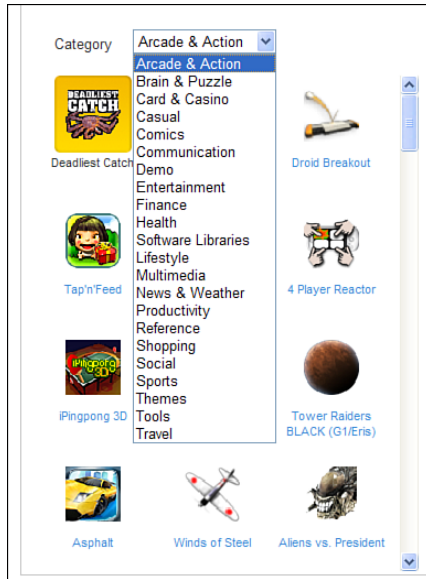 Category
Arcade & Action
Arcade & Action
Brain & Puzzle
Card & Casino
Casual
Comics
Communication
Demo
Entertainment
Finance
Health
Software Libraries
Lifestyle
Multimedia
News & Weather
Productivity
Reference
Shopping
Social
Sports
Themes
Tools
Travel
DEADLIEST
CATCH
Deadliest Catch
Droid Breakout
Tap'n'Feed
4 Player Reactor
iPingpong
3D
iPingpong 3D
Tower Raiders
BLACK (G1/Eris)
Asphalt
Winds of Steel
Aliens vs. President